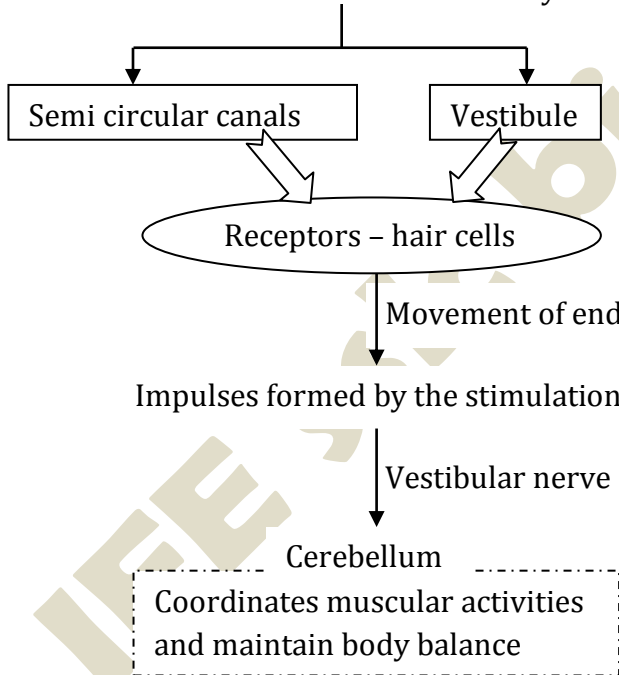 Semi circular canals
Vestibule
Receptors – hair cells
Movement of end
Impulses formed by the stimulation
Vestibular nerve
Cerebellum
Coordinates muscular activities
and maintain body balance